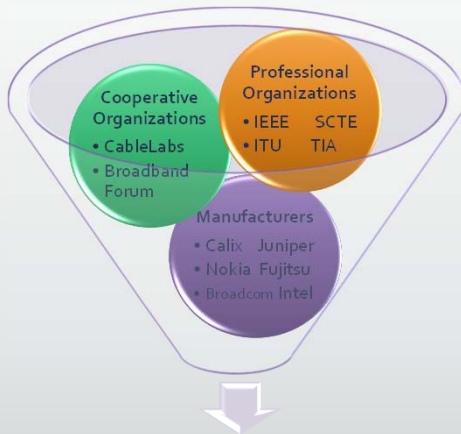 Professional
Organizations
• IEEE SCTE
• ITU TIA
Cooperative
Organizations
• CableLabs
• Broadband
Forum
Manufacturers
• Calix Juniper
• Nokia Fujitsu
• Broadcom Intel